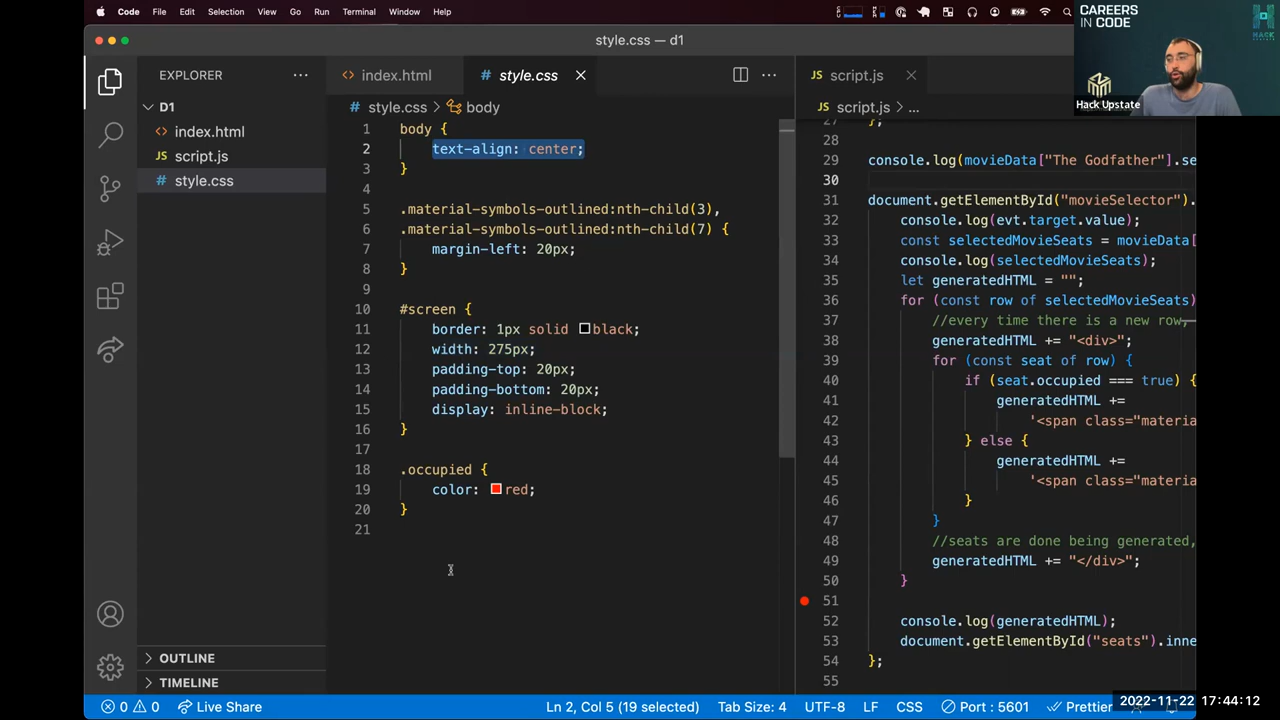 Code File Edit Selection View Go Run Terminal Window Help
style.css — d1
CAREERS
IN CODE
HACK
UPSTATE
Hack Upstate
EXPLORER
D1
index.html
script.js
style.css
OUTLINE
TIMELINE
index.html
style.css
style.css > body
1 body {
2 text-align: center;
3 }
4
5 .material-symbols-outlined:nth-child(3),
6 .material-symbols-outlined:nth-child(7) {
7 margin-left: 20px;
8 }
9
10 #screen {
11 border: 1px solid black;
12 width: 275px;
13 padding-top: 20px;
14 padding-bottom: 20px;
15 display: inline-block;
16 }
17
18 .occupied {
19 color: red;
20 }
21
JS script.js
JS script.js > ...
27 };
28
29 console.log(movieData["The Godfather"].se
30
31 document.getElementById("movieSelector").
32 console.log(evt.target.value);
33 const selectedMovieSeats = movieData[
34 console.log(selectedMovieSeats);
35 let generatedHTML = "";
36 for (const row of selectedMovieSeats)
37 //every time there is a new row,
38 generatedHTML += "<div>";
39 for (const seat of row) {
40 if (seat.occupied === true) {
41 generatedHTML +=
42 '<span class="materia
43 } else {
44 generatedHTML +=
45 '<span class="materia
46 }
47 }
48 //seats are done being generated,
49 generatedHTML += "</div>";
50 }
51
52 console.log(generatedHTML);
53 document.getElementById("seats").inne
54 };
55
0 0 Live Share Ln 2, Col 5 (19 selected) Tab Size: 4 UTF-8 LF CSS Port : 5601 Prettier
2022-11-22 17:44:12